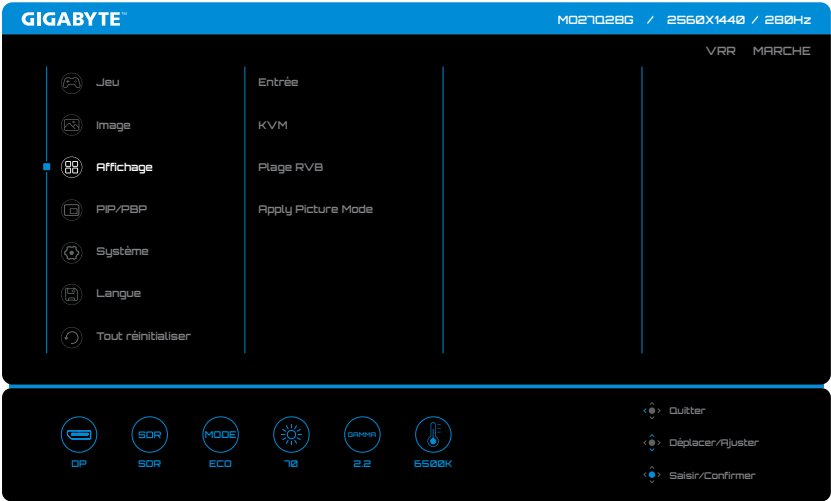 GIGABYTE™ MO27Q28G / 2560X1440 / 280Hz
VRR MARCHE
Jeu Entrée
Image KVM
Affichage Plage RVB
PIP/PBP Apply Picture Mode
Système
Langue
Tout réinitialiser
SDR MODE GAMMA
DP SDR ECO 70 2.2 6500K
Quitter
Déplacer/Ajuster
Saisir/Confirmer